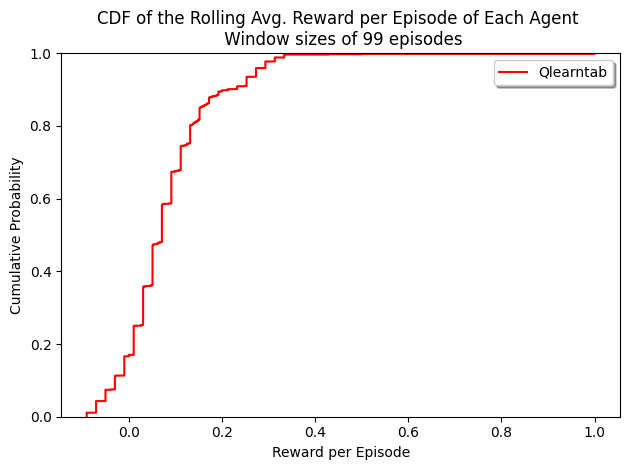 CDF of the Rolling Avg. Reward per Episode of Each Agent
Window sizes of 99 episodes
Qlearntab
Cumulative Probability
1.0
0.8
0.6
0.4
0.2
0.0
0.0 0.2 0.4 0.6 0.8 1.0
Reward per Episode